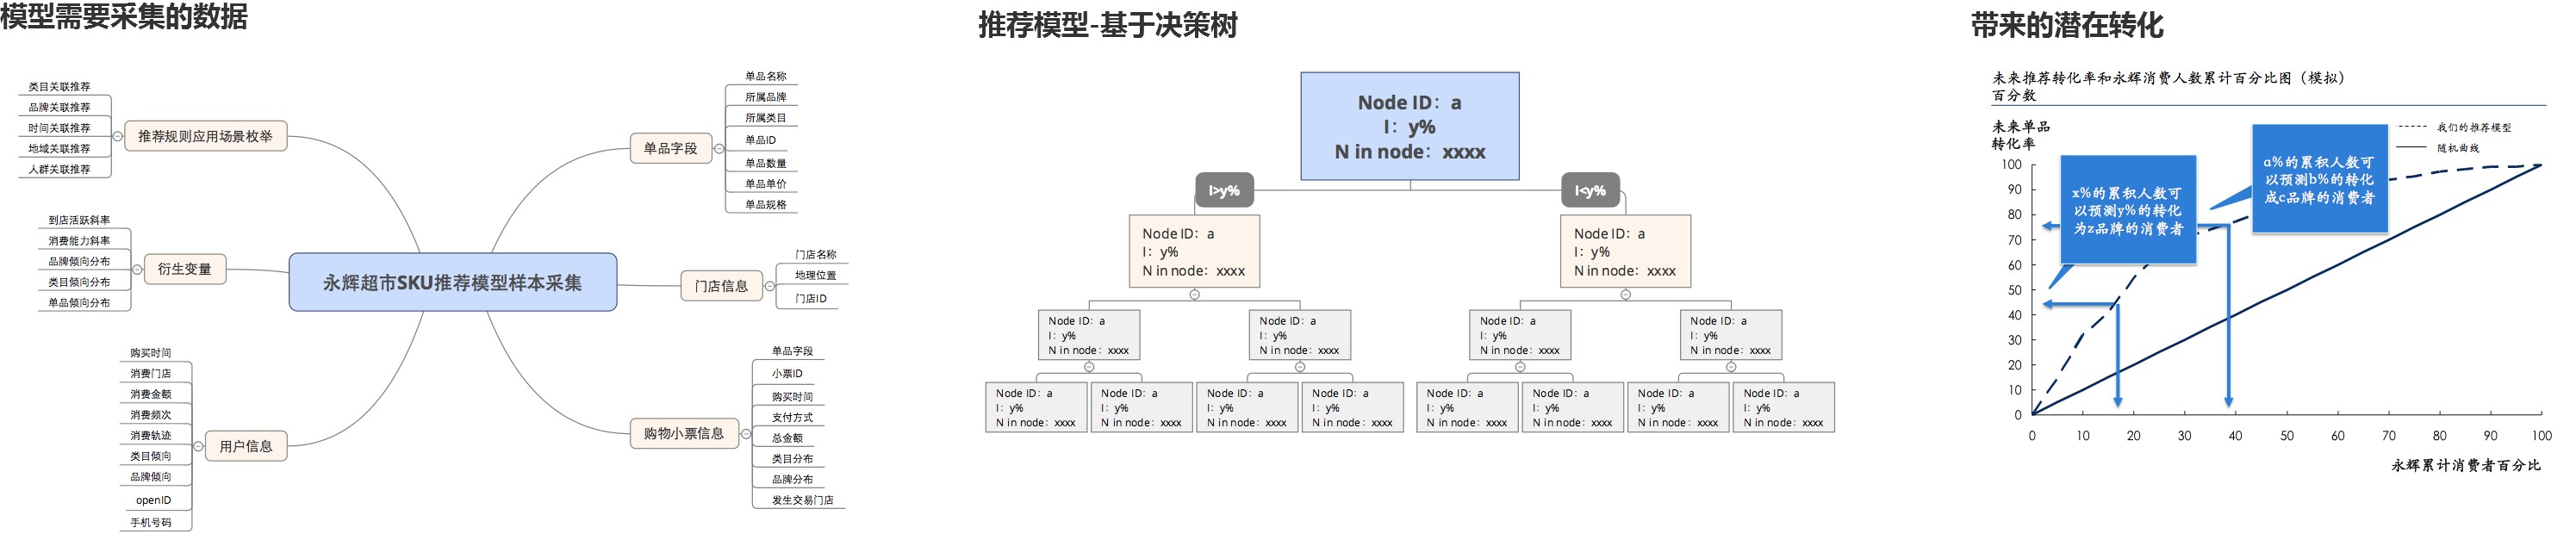 模型需要采集的数据
类目关联推荐
品牌关联推荐
时间关联推荐
地域关联推荐
人群关联推荐
推荐规则应用场景枚举
到店活跃斜率
消费能力斜率
品牌倾向分布
类目倾向分布
单品倾向分布
衍生变量
购买时间
消费门店
消费金额
消费频次
消费轨迹
类目倾向
品牌倾向
openID
手机号码
用户信息
永辉超市SKU推荐模型样本采集
单品字段
单品名称
所属品牌
所属类目
单品ID
单品数量
单品单价
单品规格
门店信息
门店名称
地理位置
门店ID
购物小票信息
单品字段
小票ID
购买时间
支付方式
总金额
类目分布
品牌分布
发生交易门店
推荐模型-基于决策树
Node ID：a
I：y%
N in node：xxxx
I>y%
I<y%
Node ID：a
I：y%
N in node：xxxx
Node ID：a
I：y%
N in node：xxxx
Node ID：a
I：y%
N in node：xxxx
Node ID：a
I：y%
N in node：xxxx
Node ID：a
I：y%
N in node：xxxx
Node ID：a
I：y%
N in node：xxxx
Node ID：a
I：y%
N in node：xxxx
Node ID：a
I：y%
N in node：xxxx
Node ID：a
I：y%
N in node：xxxx
Node ID：a
I：y%
N in node：xxxx
Node ID：a
I：y%
N in node：xxxx
Node ID：a
I：y%
N in node：xxxx
Node ID：a
I：y%
N in node：xxxx
Node ID：a
I：y%
N in node：xxxx
带来的潜在转化
未来推荐转化率和永辉消费人数累计百分比图（模拟）
百分数
未来单品
转化率
我们的推荐模型
随机曲线
x%的累积人数可
以预测y%的转化
为z品牌的消费者
a%的累积人数可
以预测b%的转化
成c品牌的消费者
100
90
80
70
60
50
40
30
20
10
0
0 10 20 30 40 50 60 70 80 90 100
永辉累计消费者百分比